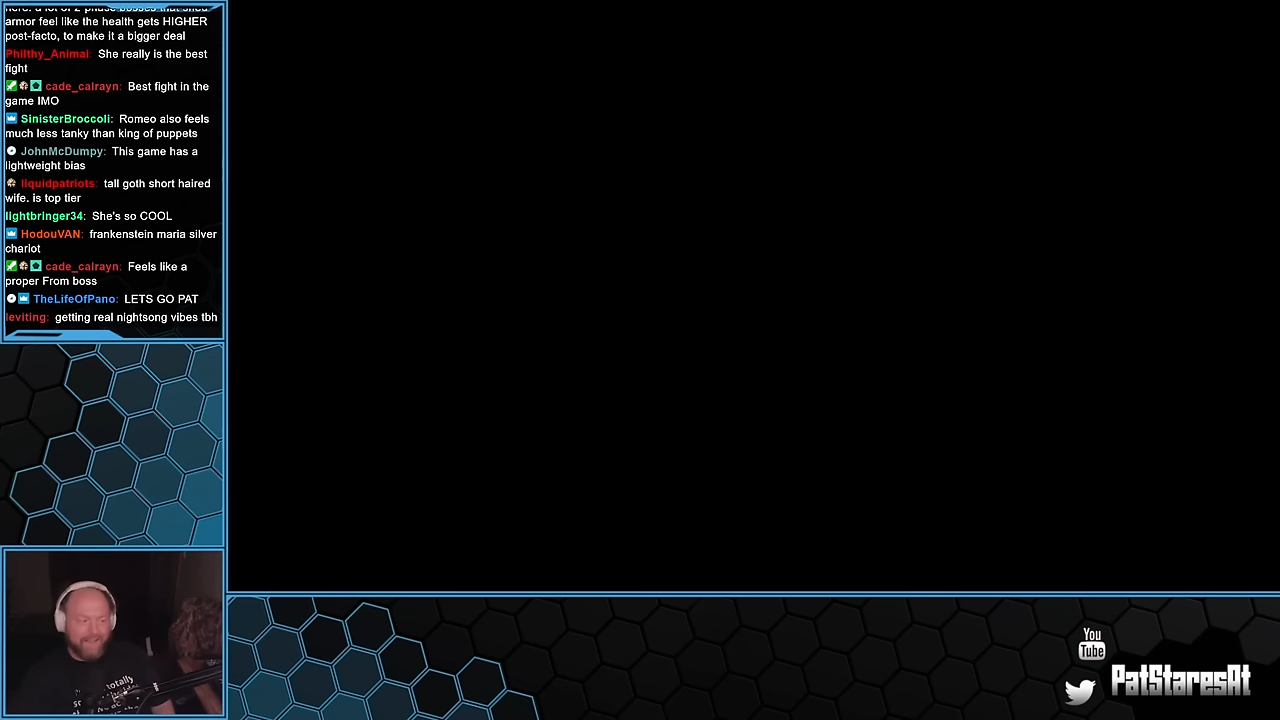 armor feel like the health gets HIGHER
post-facto, to make it a bigger deal
Philthy_Animal: She really is the best
fight
cade_calrayn: Best fight in the
game IMO
SinisterBroccoli: Romeo also feels
much less tanky than king of puppets
JohnMcDumpy: This game has a
lightweight bias
liquidpatriots: tall goth short haired
wife. is top tier
lightbringer34: She's so COOL
HodouVAN: frankenstein maria silver
chariot
cade_calrayn: Feels like a
proper From boss
TheLifeOfPano: LETS GO PAT
leviting: getting real nightsong vibes tbh
totally
You
Tube
PatStaresAt